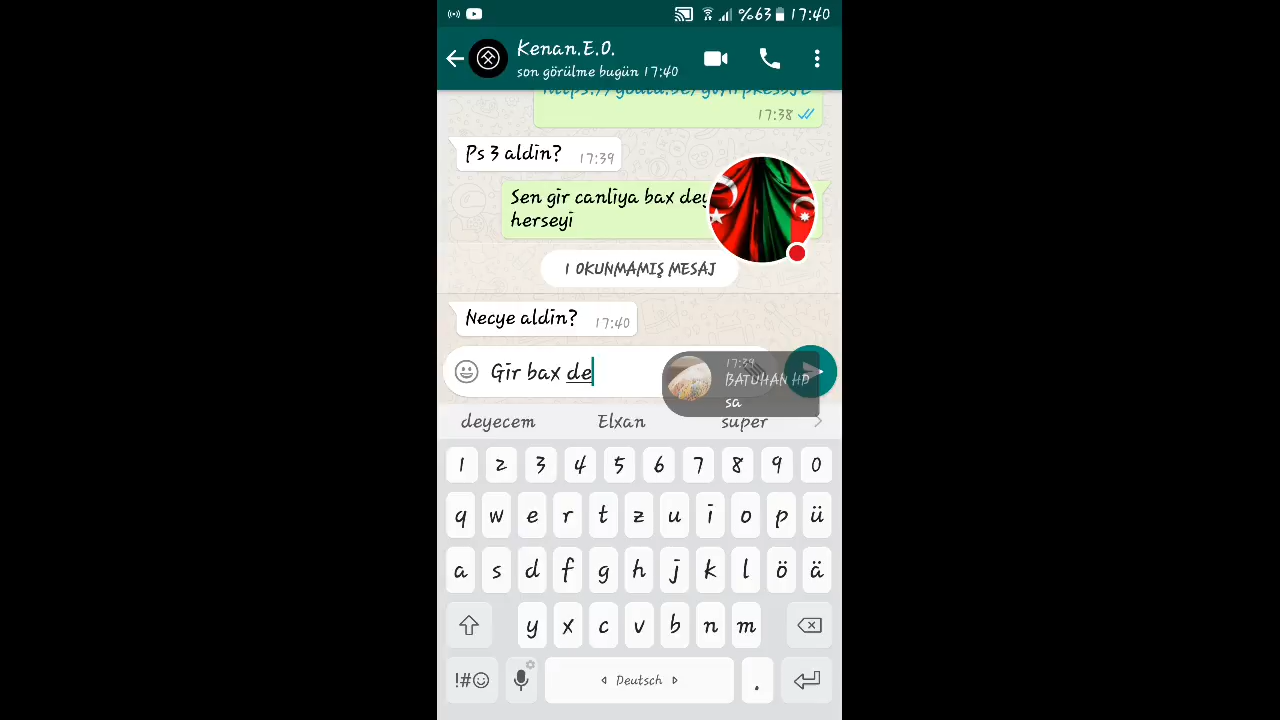 %63 17:40
Kenan.E.O.
son görülme bugün 17:40
17:38
Ps 3 aldin? 17:39
Sen gir canliya bax
herseyi
1 OKUNMAMIŞ MESAJ
Necye aldin? 17:40
Gir bax de
17:39
BATUHAN HD
sa
deyecem Elxan super
1 2 3 4 5 6 7 8 9 0
q w e r t z u i o p ü
a s d f g h j k l ö ä
y x c v b n m
!#☺ Deutsch .